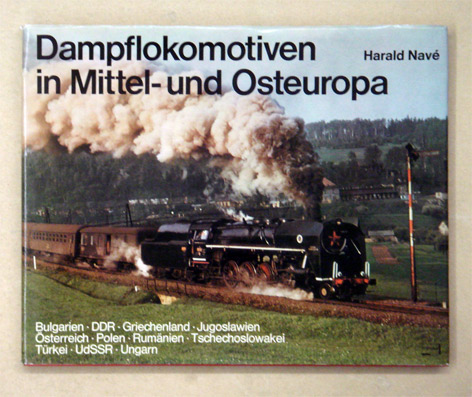 Dampflokomotiven
in Mittel- und Osteuropa
Harald Navé
Bulgarien · DDR · Griechenland · Jugoslawien
Österreich · Polen · Rumänien · Tschechoslowakei
Türkei · UdSSR · Ungarn